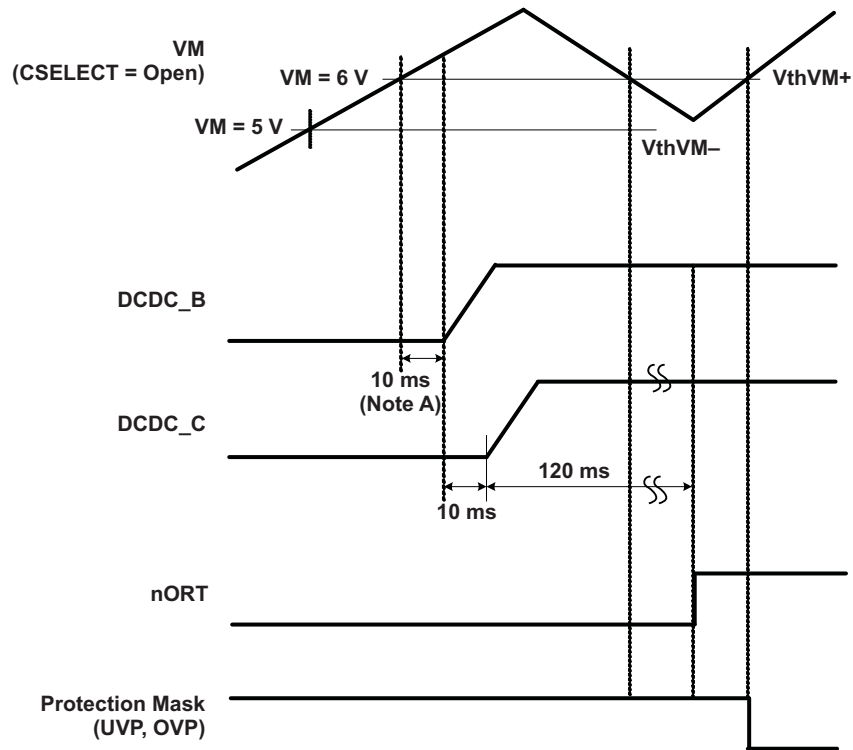 VM
(CSELECT = Open)
VM = 6 V
VthVM+
VM = 5 V
VthVM–
DCDC_B
10 ms
(Note A)
DCDC_C
120 ms
10 ms
nORT
Protection Mask
(UVP, OVP)